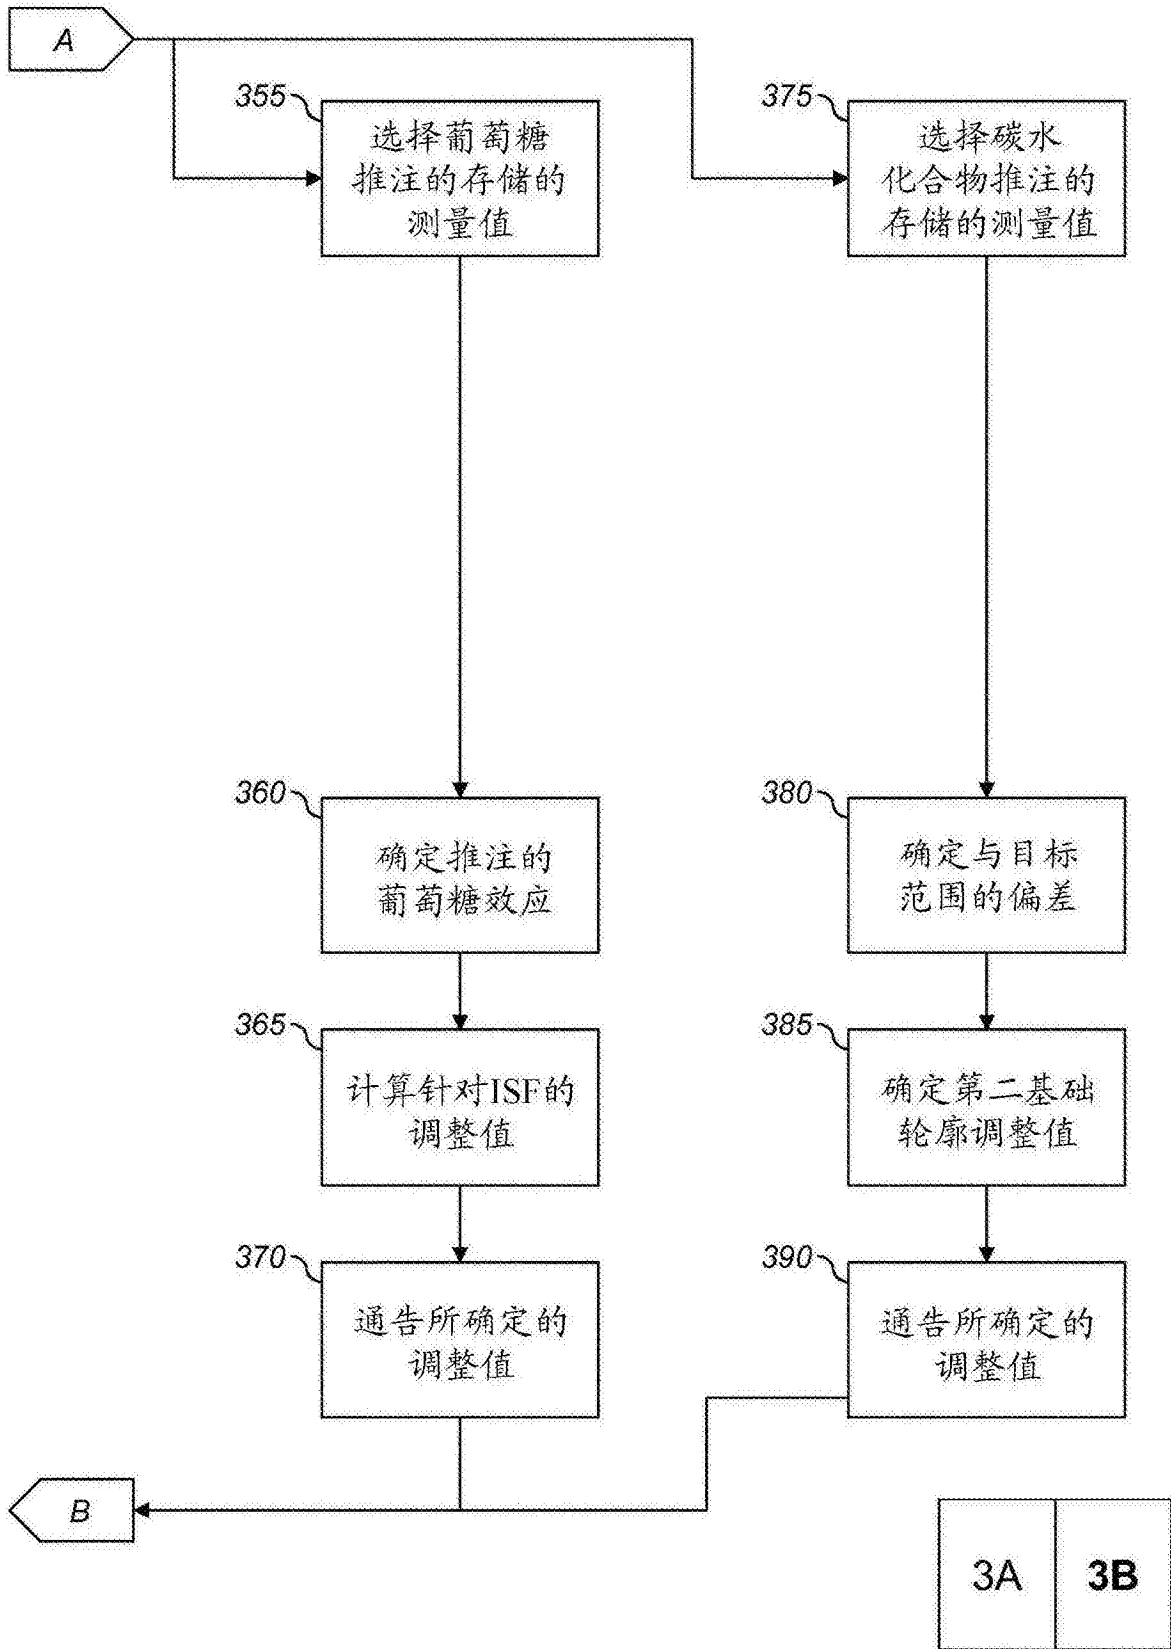 A
355
选择葡萄糖
推注的存储的
测量值
375
选择碳水
化合物推注的
存储的测量值
360
确定推注的
葡萄糖效应
380
确定与目标
范围的偏差
365
计算针对ISF的
调整值
385
确定第二基础
轮廓调整值
370
通告所确定的
调整值
390
通告所确定的
调整值
B
3A
3B